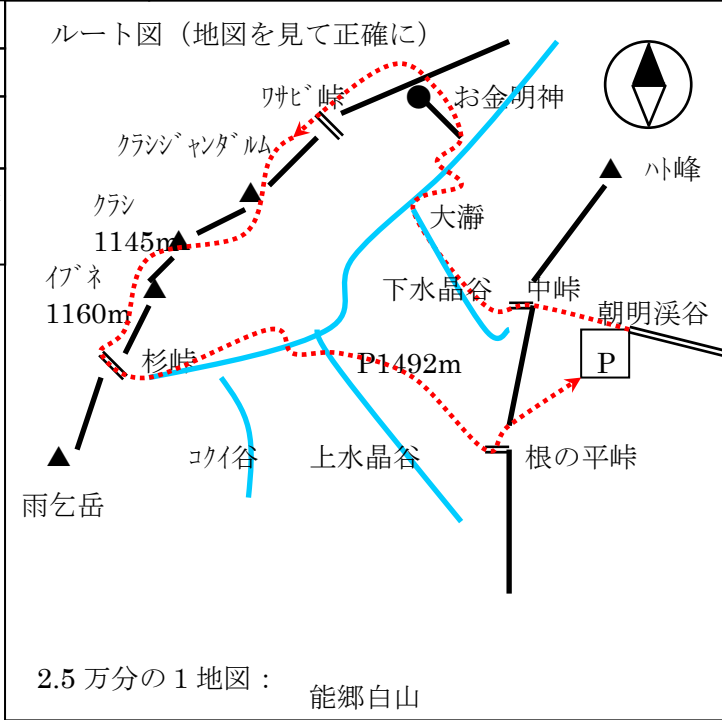 ルート図（地図を見て正確に）
ﾜｻﾋﾞ峠
お金明神
ｸﾗｼｼﾞｬﾝﾀﾞﾙﾑ
ﾊﾄ峰
ｸﾗｼ
1145m
大瀞
ｲﾌﾞﾈ
1160m
下水晶谷
中峠
朝明渓谷
杉峠
P1492m
P
ｺｸｲ谷
上水晶谷
根の平峠
雨乞岳
2.5 万分の 1 地図：
能郷白山